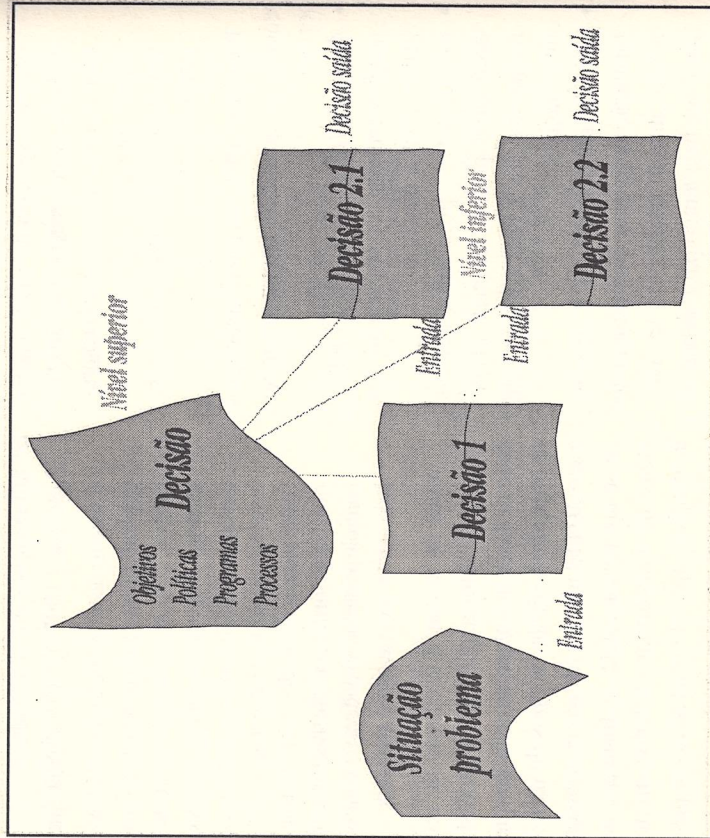 Nível superior
Decisão
Objetivos
Políticas
Programas
Processos
Decisão 2.1
Decisão saída
Entrada
Nível inferior
Decisão 2.2
Decisão saída
Entrada
Decisão 1
Situação
problema
Entrada